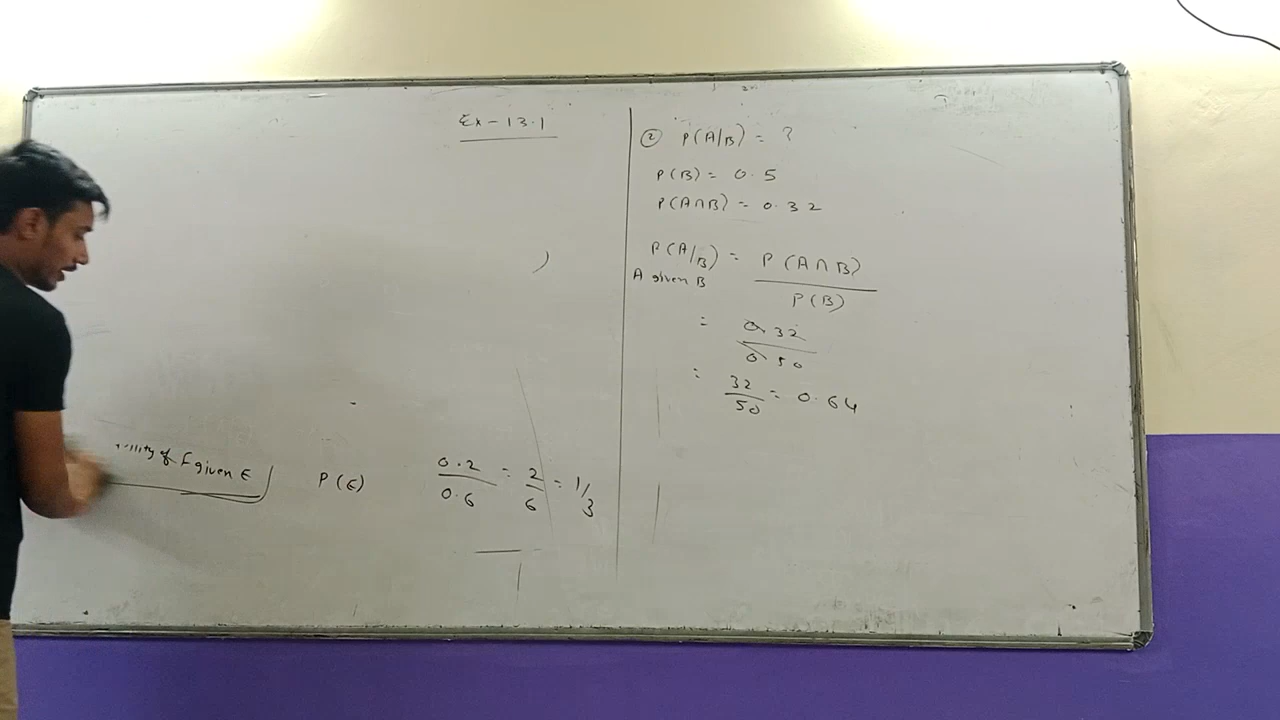 Ex-13.1
of F given E
P(E) 0.2/0.6 = 2/6 = 1/3
② P(A/B) = ?
P(B) = 0.5
P(A∩B) = 0.32
P(A/B) = P(A∩B)/P(B)
A given B
= 0.32/0.50
= 32/50 = 0.64